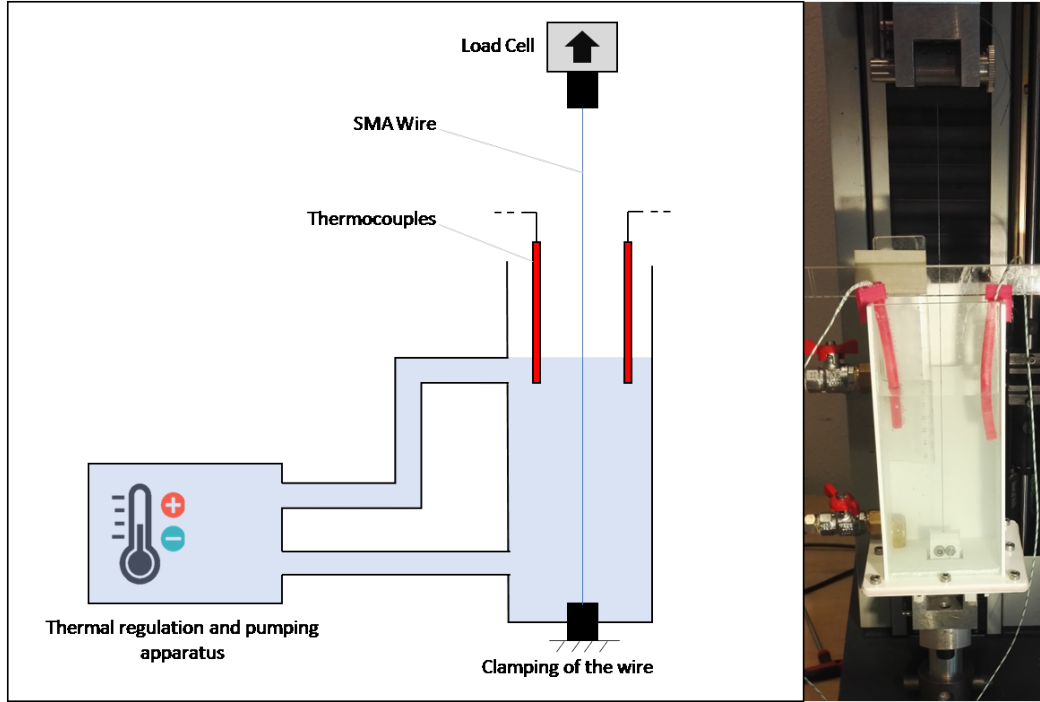 Load Cell
SMA Wire
Thermocouples
Thermal regulation and pumping
apparatus
Clamping of the wire